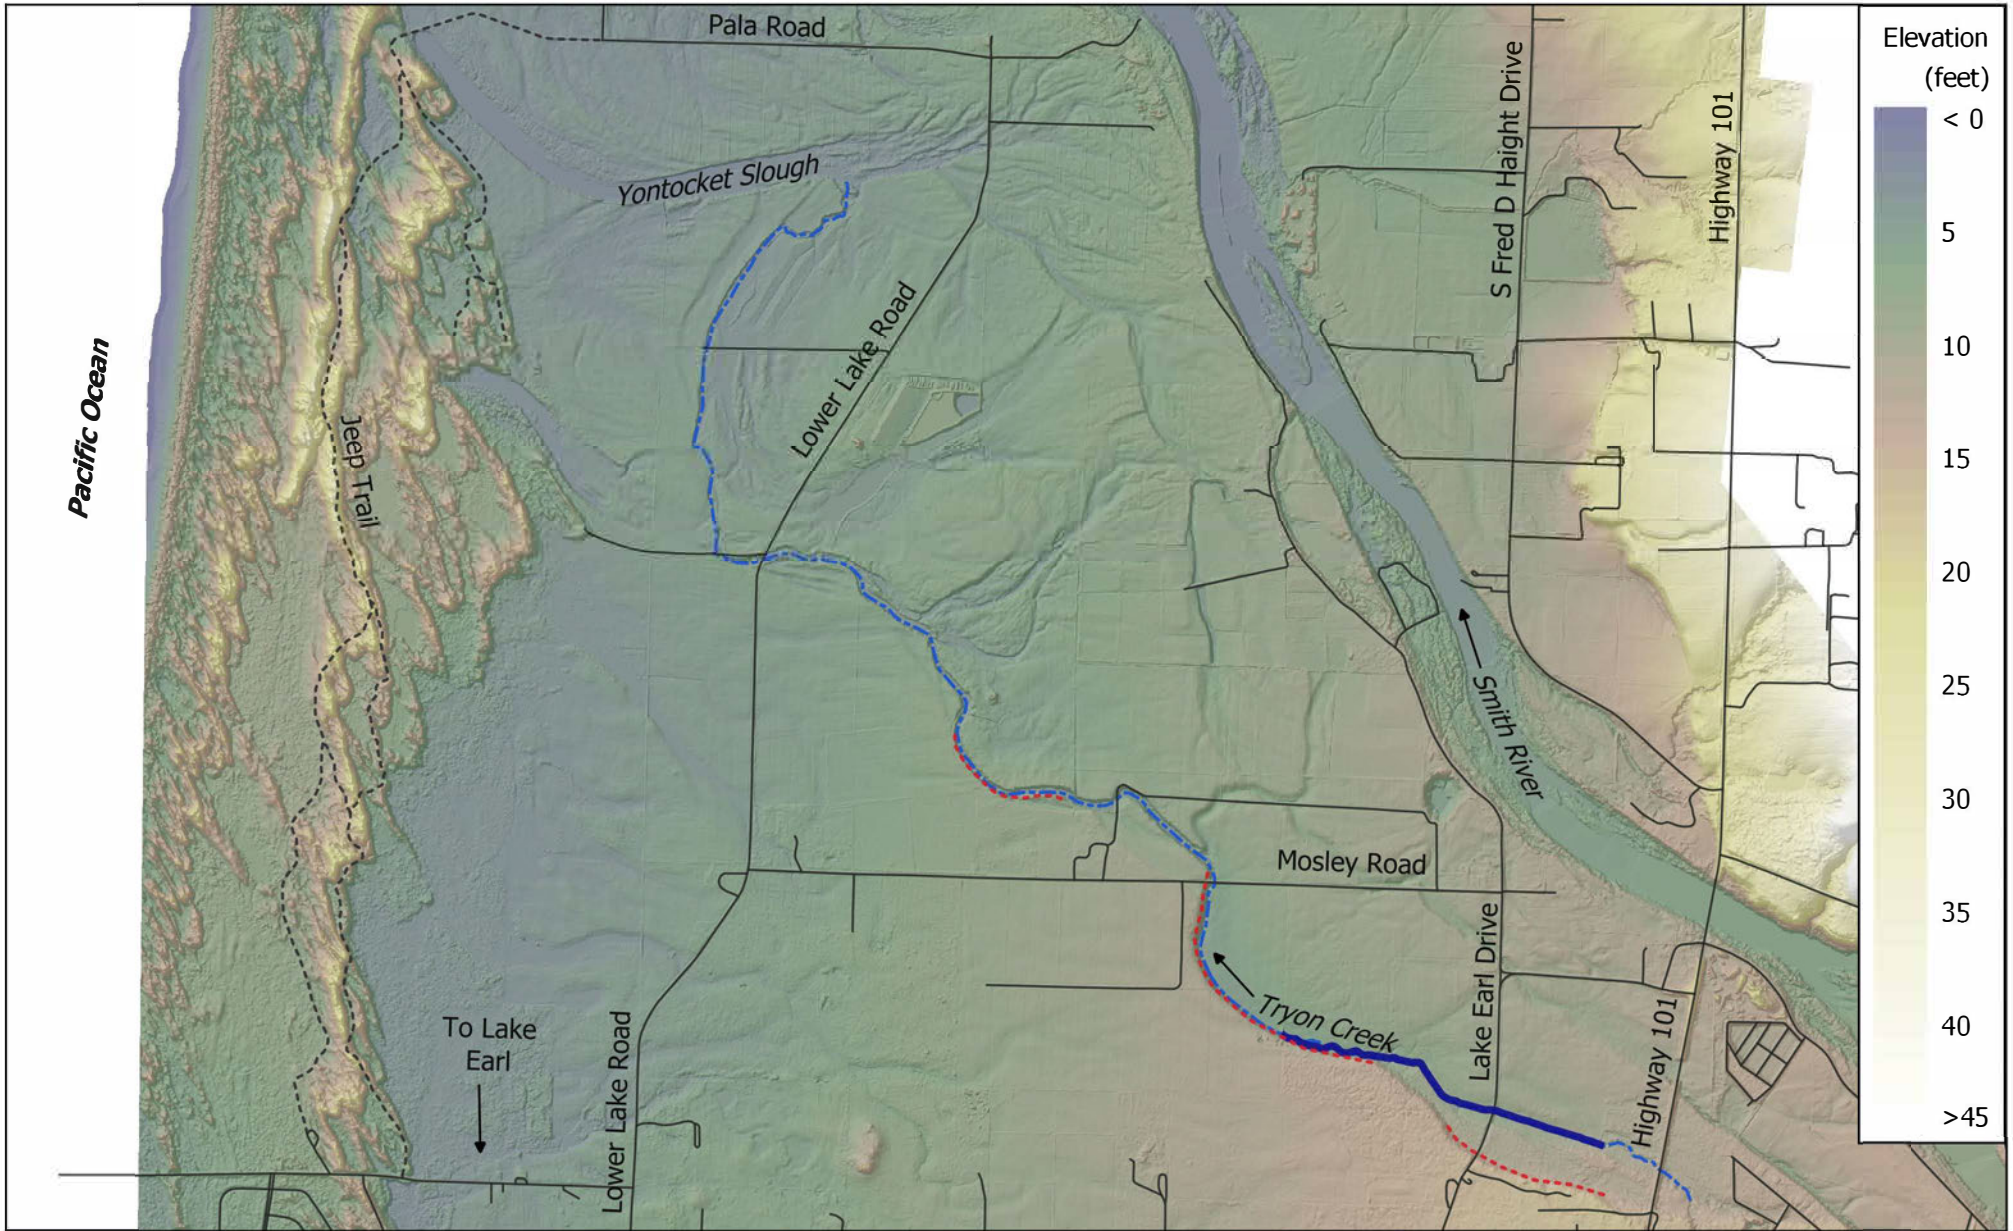 Pala Road
Elevation
(feet)
< 0
5
10
15
20
25
30
35
40
>45
S Fred D Haight Drive
Highway 101
Yontocket Slough
Lower Lake Road
Pacific Ocean
Jeep Trail
Smith River
Mosley Road
Lake Earl Drive
Tryon Creek
Highway 101
To Lake
Earl
Lower Lake Road